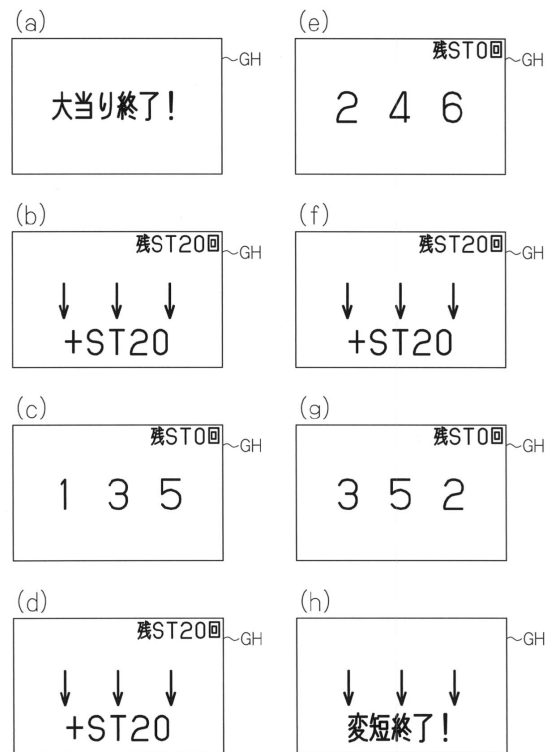 (a)
大当り終了!
GH
(b)
残ST20回
GH
+ST20
(c)
残ST0回
GH
1 3 5
(d)
残ST20回
GH
+ST20
(e)
残ST0回
GH
2 4 6
(f)
残ST20回
GH
+ST20
(g)
残ST0回
GH
3 5 2
(h)
GH
変短終了!